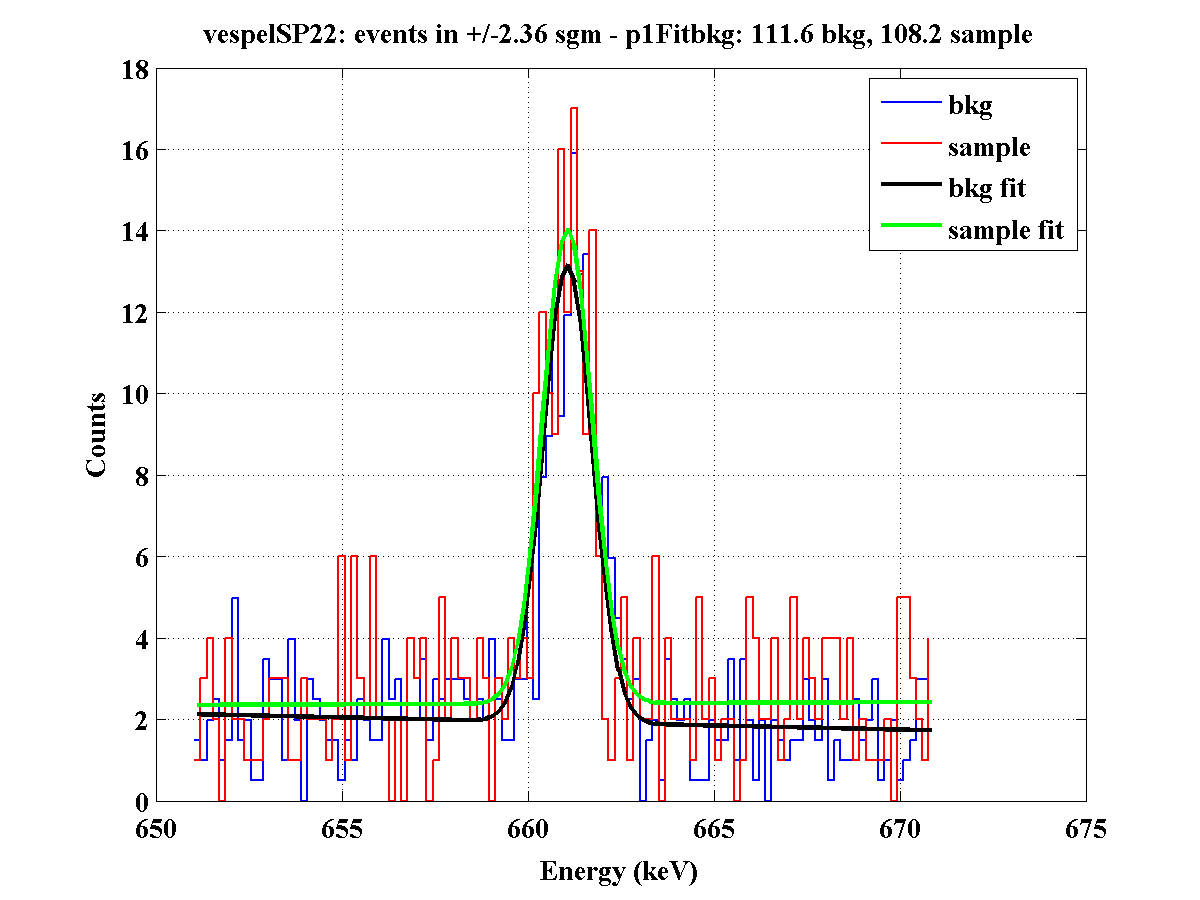 vespelSP22: events in +/-2.36 sgm - p1Fitbkg: 111.6 bkg, 108.2 sample
18
16
14
12
10
8
6
4
2
0
Counts
bkg
sample
bkg fit
sample fit
650 655 660 665 670 675
Energy (keV)